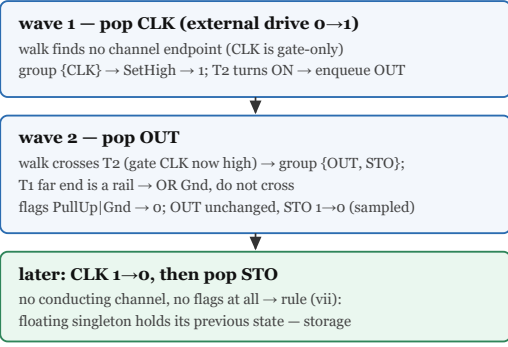 wave 1 — pop CLK (external drive 0→1)
walk finds no channel endpoint (CLK is gate-only)
group {CLK} → SetHigh → 1; T2 turns ON → enqueue OUT
wave 2 — pop OUT
walk crosses T2 (gate CLK now high) → group {OUT, STO};
T1 far end is a rail → OR Gnd, do not cross
flags PullUp|Gnd → 0; OUT unchanged, STO 1→0 (sampled)
later: CLK 1→0, then pop STO
no conducting channel, no flags at all → rule (vii):
floating singleton holds its previous state — storage